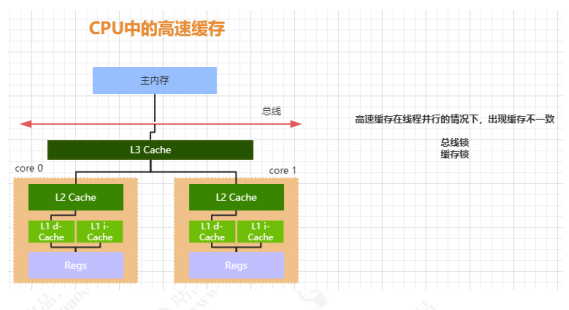 CPU中的高速缓存
主内存
总线
高速缓存在线程并行的情况下，出现缓存不一致
总线锁
缓存锁
L3 Cache
core 0
core 1
L2 Cache
L2 Cache
L1 d-
Cache
L1 i-
Cache
L1 d-
Cache
L1 i-
Cache
Regs
Regs